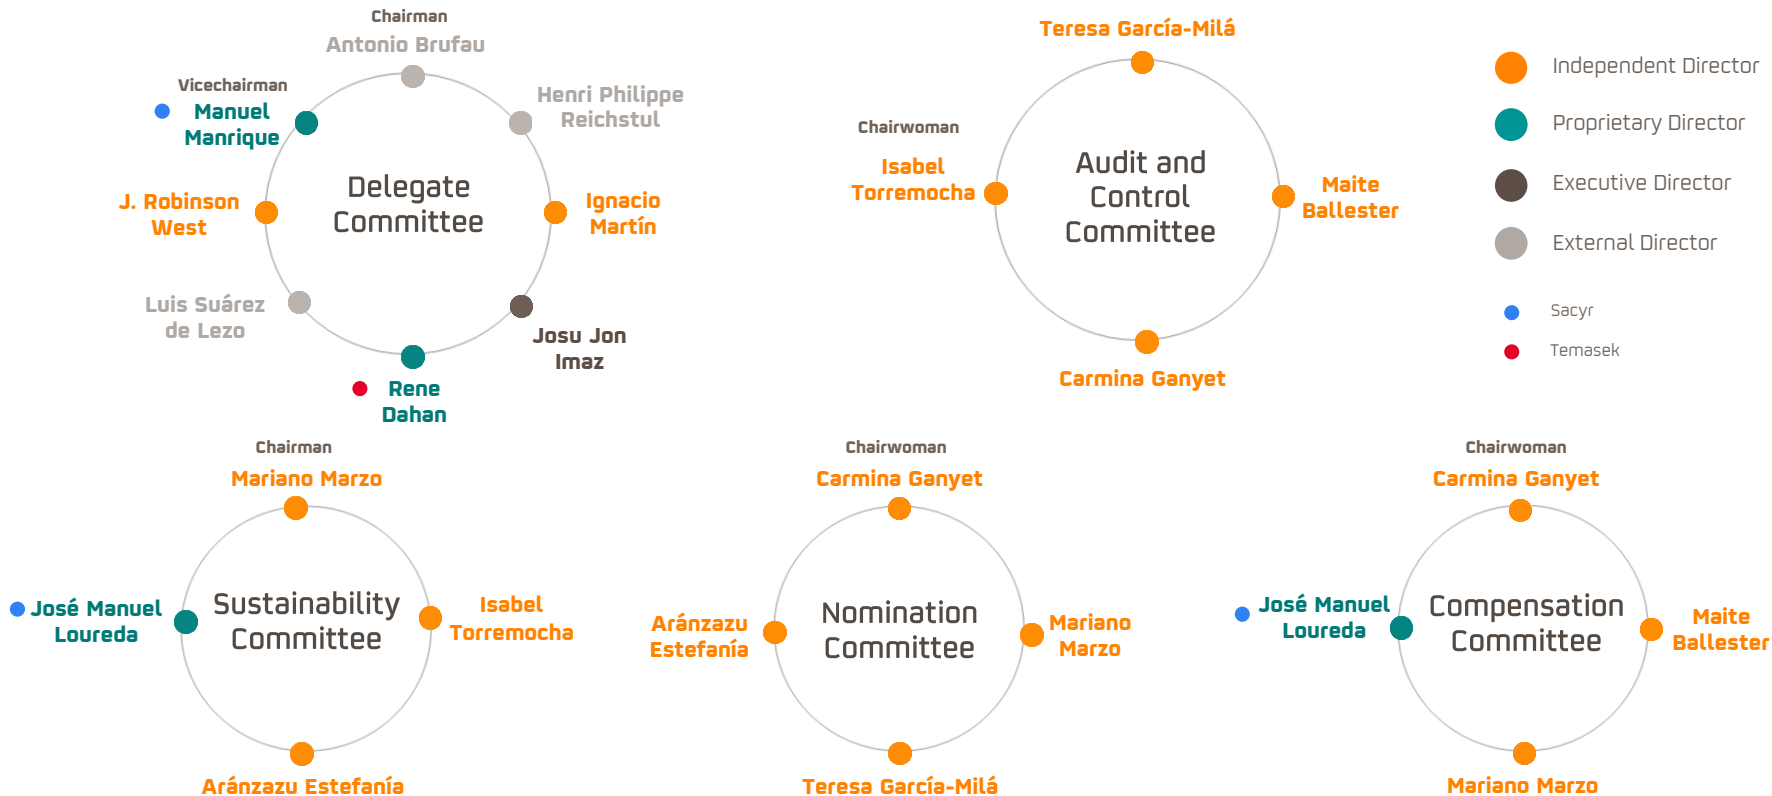 Chairman
Antonio Brufau
Henri Philippe
Reichstul
Vicechairman
Manuel
Manrique
Delegate
Committee
J. Robinson
West
Ignacio
Martín
Luis Suárez
de Lezo
Josu Jon
Imaz
Rene
Dahan
Teresa García-Milá
Chairwoman
Isabel
Torremocha
Audit and
Control
Committee
Maite
Ballester
Carmina Ganyet
Independent Director
Proprietary Director
Executive Director
External Director
Sacyr
Temasek
Chairman
Mariano Marzo
José Manuel
Loureda
Sustainability
Committee
Isabel
Torremocha
Aránzazu Estefanía
Chairwoman
Carmina Ganyet
Aránzazu
Estefanía
Nomination
Committee
Mariano
Marzo
Teresa García-Milá
Chairwoman
Carmina Ganyet
José Manuel
Loureda
Compensation
Committee
Maite
Ballester
Mariano Marzo